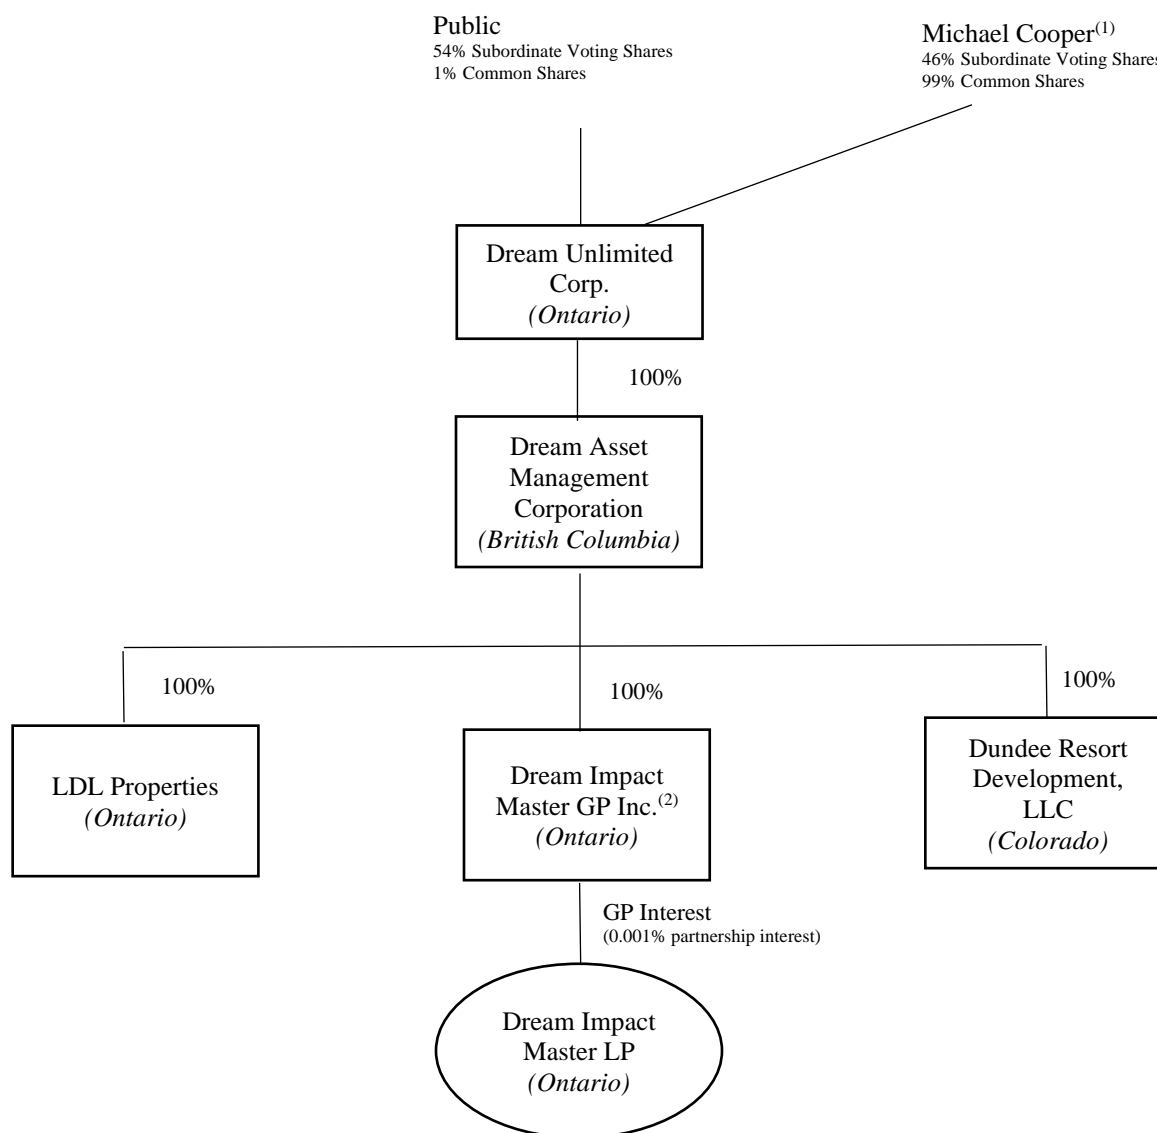 Public
54% Subordinate Voting Shares
1% Common Shares
Michael Cooper(1)
46% Subordinate Voting Shares
99% Common Shares
Dream Unlimited
Corp.
(Ontario)
100%
Dream Asset
Management
Corporation
(British Columbia)
100%
100%
100%
LDL Properties
(Ontario)
Dream Impact
Master GP Inc.(2)
(Ontario)
Dundee Resort
Development,
LLC
(Colorado)
GP Interest
(0.001% partnership interest)
Dream Impact
Master LP
(Ontario)